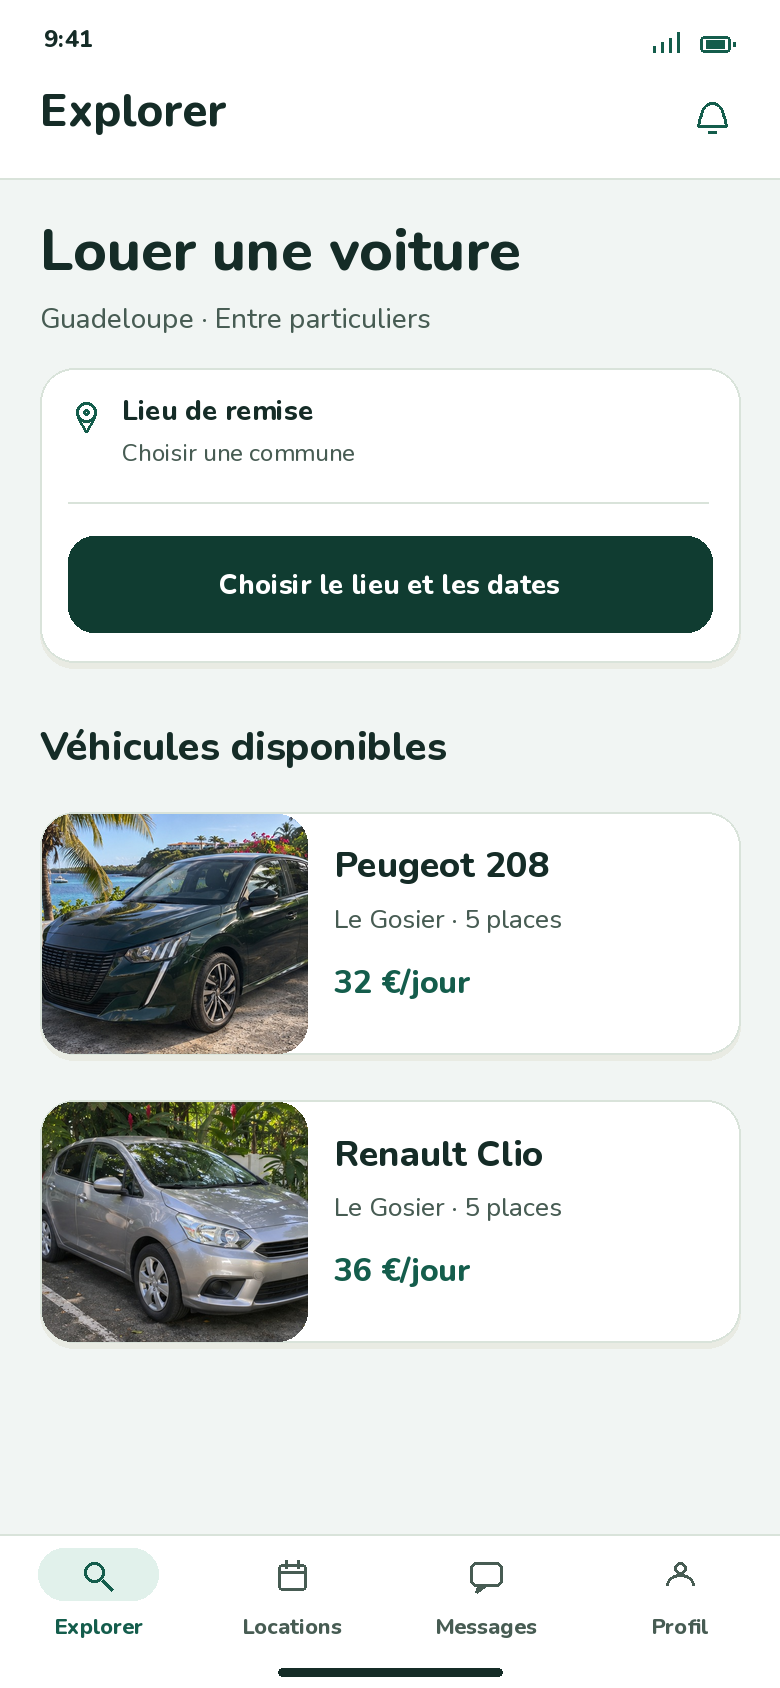 9:41
Explorer
Louer une voiture
Guadeloupe · Entre particuliers
Lieu de remise
Choisir une commune
Choisir le lieu et les dates
Véhicules disponibles
Peugeot 208
Le Gosier · 5 places
32 €/jour
Renault Clio
Le Gosier · 5 places
36 €/jour
Explorer
Locations
Messages
Profil